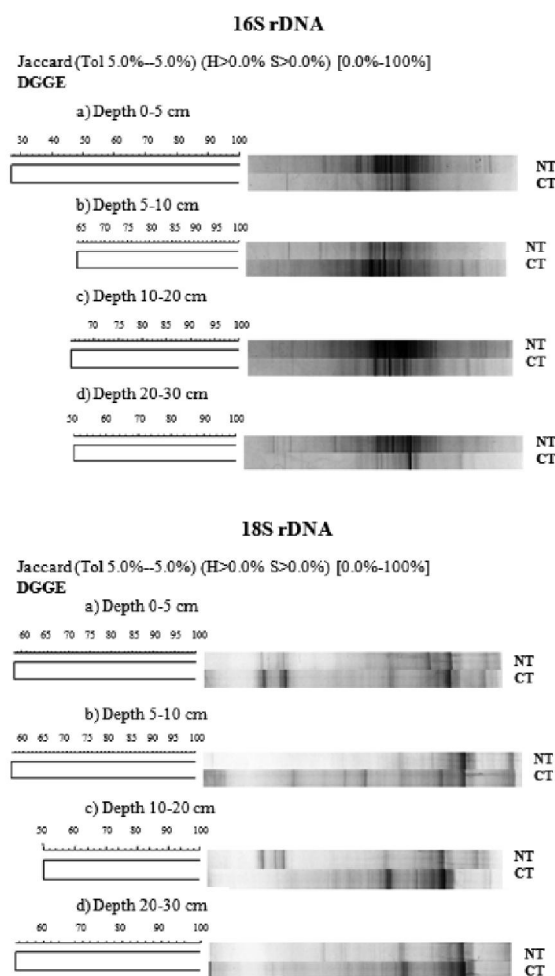 16S rDNA
Jaccard (Tol 5.0%--5.0%) (H>0.0% S>0.0%) [0.0%-100%]
DGGE
a) Depth 0-5 cm
30 40 50 60 70 80 90 100
NT
CT
b) Depth 5-10 cm
65 70 75 80 85 90 95 100
NT
CT
c) Depth 10-20 cm
70 75 80 85 90 95 100
NT
CT
d) Depth 20-30 cm
50 60 70 80 90 100
NT
CT
18S rDNA
Jaccard (Tol 5.0%--5.0%) (H>0.0% S>0.0%) [0.0%-100%]
DGGE
a) Depth 0-5 cm
60 65 70 75 80 85 90 95 100
NT
CT
b) Depth 5-10 cm
60 65 70 75 80 85 90 95 100
NT
CT
c) Depth 10-20 cm
50 60 70 80 90 100
NT
CT
d) Depth 20-30 cm
60 70 80 90 100
NT
CT